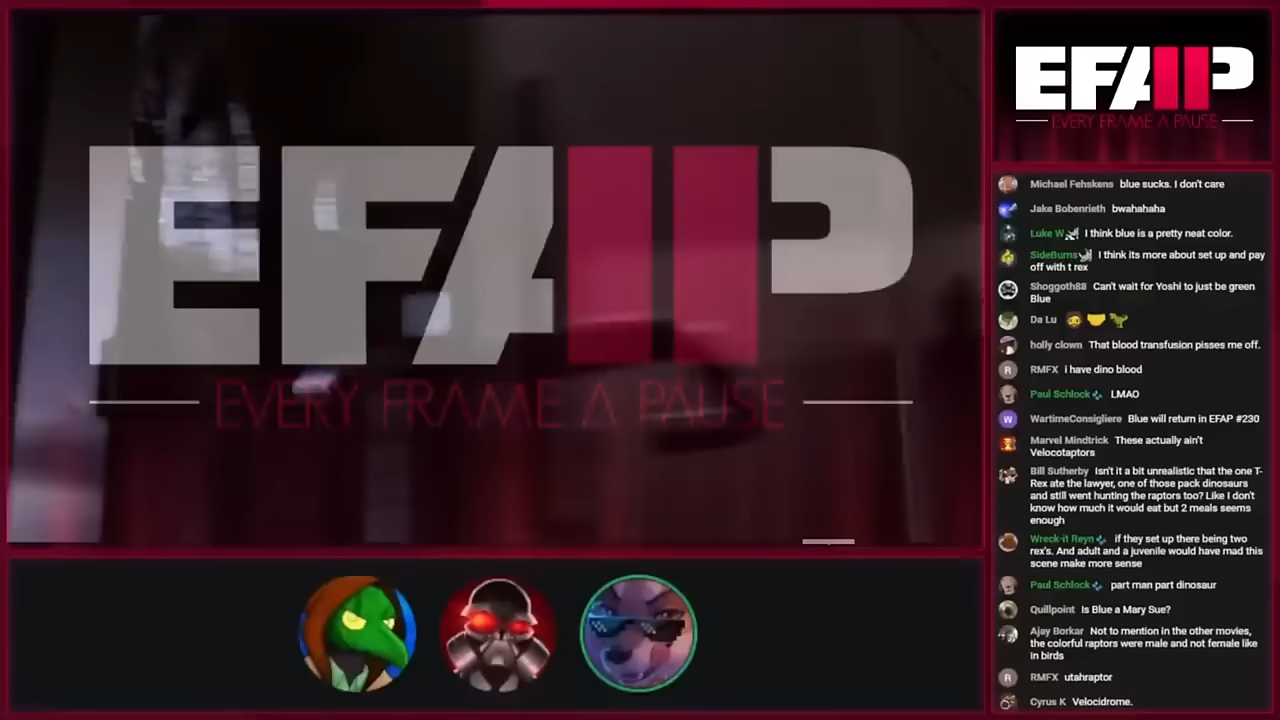 EFAP
EVERY FRAME A PAUSE
EFAP
EVERY FRAME A PAUSE
Michael Fehskens blue sucks. I don't care
Jake Bobenrieth bwahahaha
Luke W I think blue is a pretty neat color.
SideBurns I think its more about set up and pay
off with t rex
Shoggoth88 Can't wait for Yoshi to just be green
Blue
Da Lu
holly clown That blood transfusion pisses me off.
R
RMFX i have dino blood
Paul Schlock LMAO
W
WartimeConsigliere Blue will return in EFAP #230
Marvel Mindtrick These actually ain't
Velocotaptors
Bill Sutherby Isn't it a bit unrealistic that the one T-
Rex ate the lawyer, one of those pack dinosaurs
and still went hunting the raptors too? Like I don't
know how much it would eat but 2 meals seems
enough
Wreck-it Reyn if they set up there being two
rex's. And adult and a juvenile would have mad this
scene make more sense
Paul Schlock part man part dinosaur
Quillpoint Is Blue a Mary Sue?
Ajay Borkar Not to mention in the other movies,
the colorful raptors were male and not female like
in birds
R
RMFX utahraptor
Cyrus K Velocidrome.